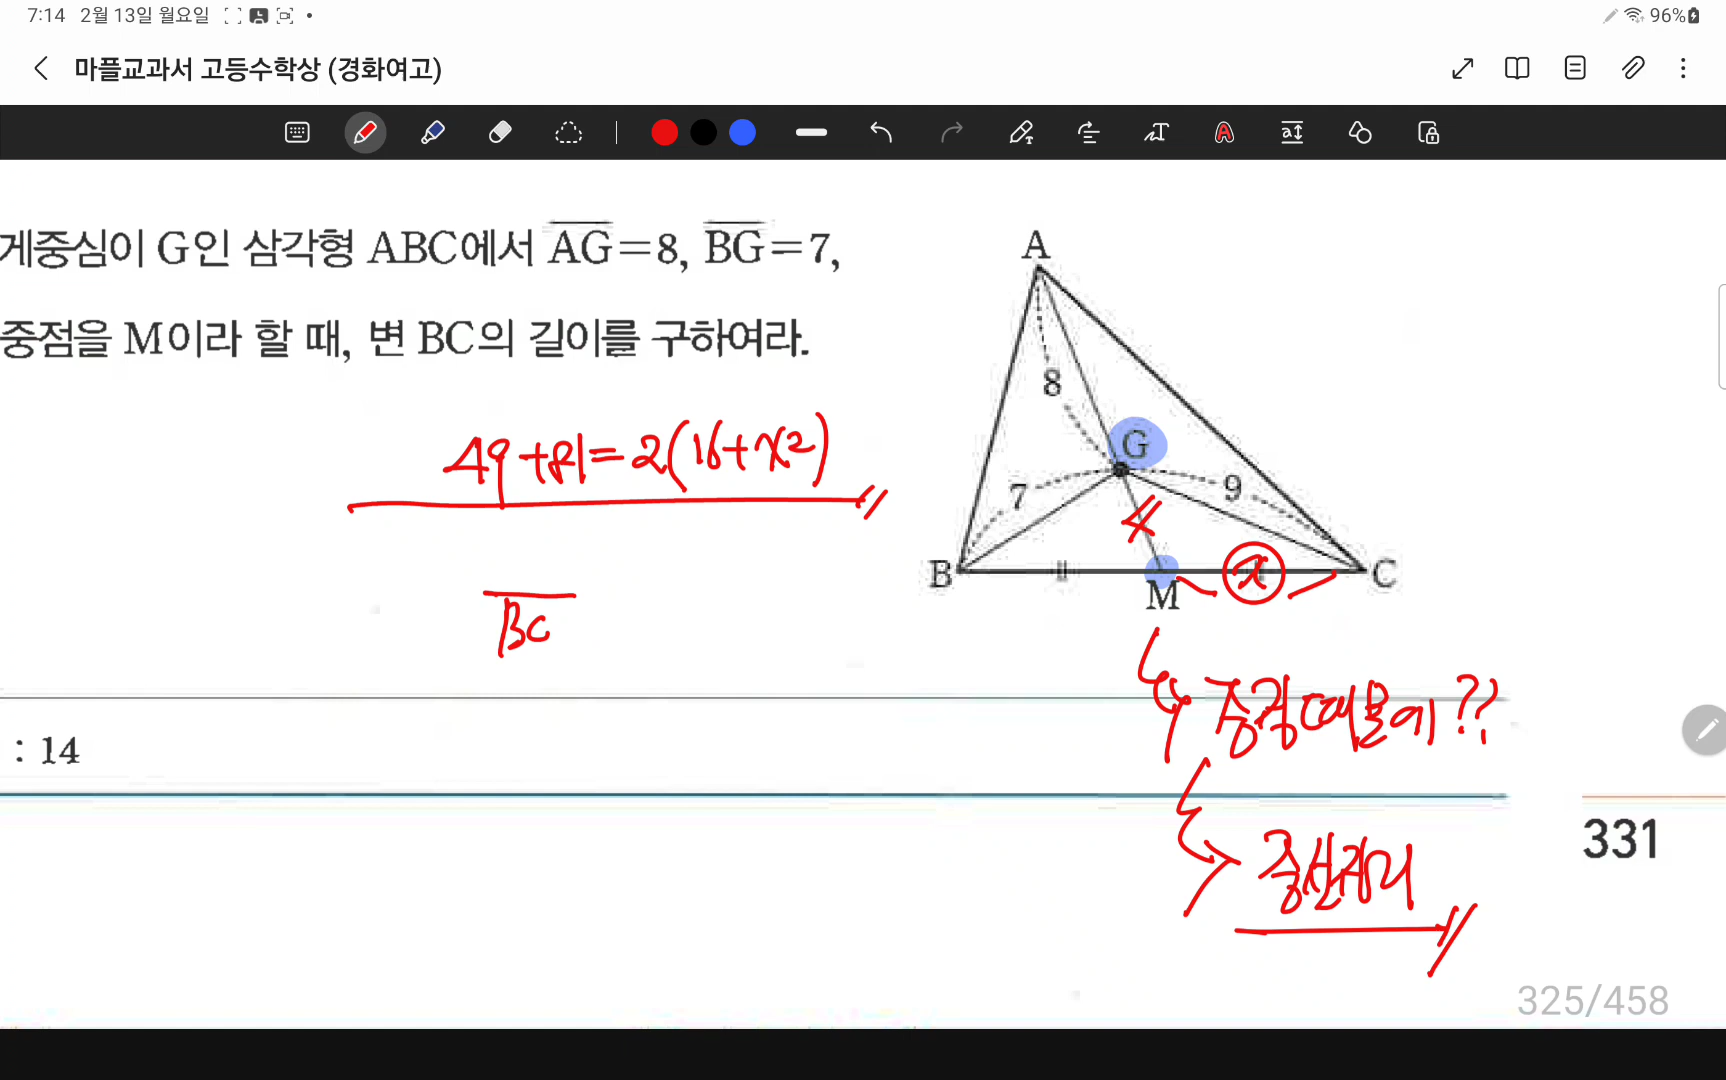 7:14 2월 13일 월요일
96%
마플교과서 고등수학상 (경화여고)
게중심이 G인 삼각형 ABC에서 AG=8, BG=7,
중점을 M이라 할 때, 변 BC의 길이를 구하여라.
A
8
G
7
9
B
M
x
C
4
49+81=2(16+x²)
BC
중점 때문에??
: 14
중선정리
331
325/458